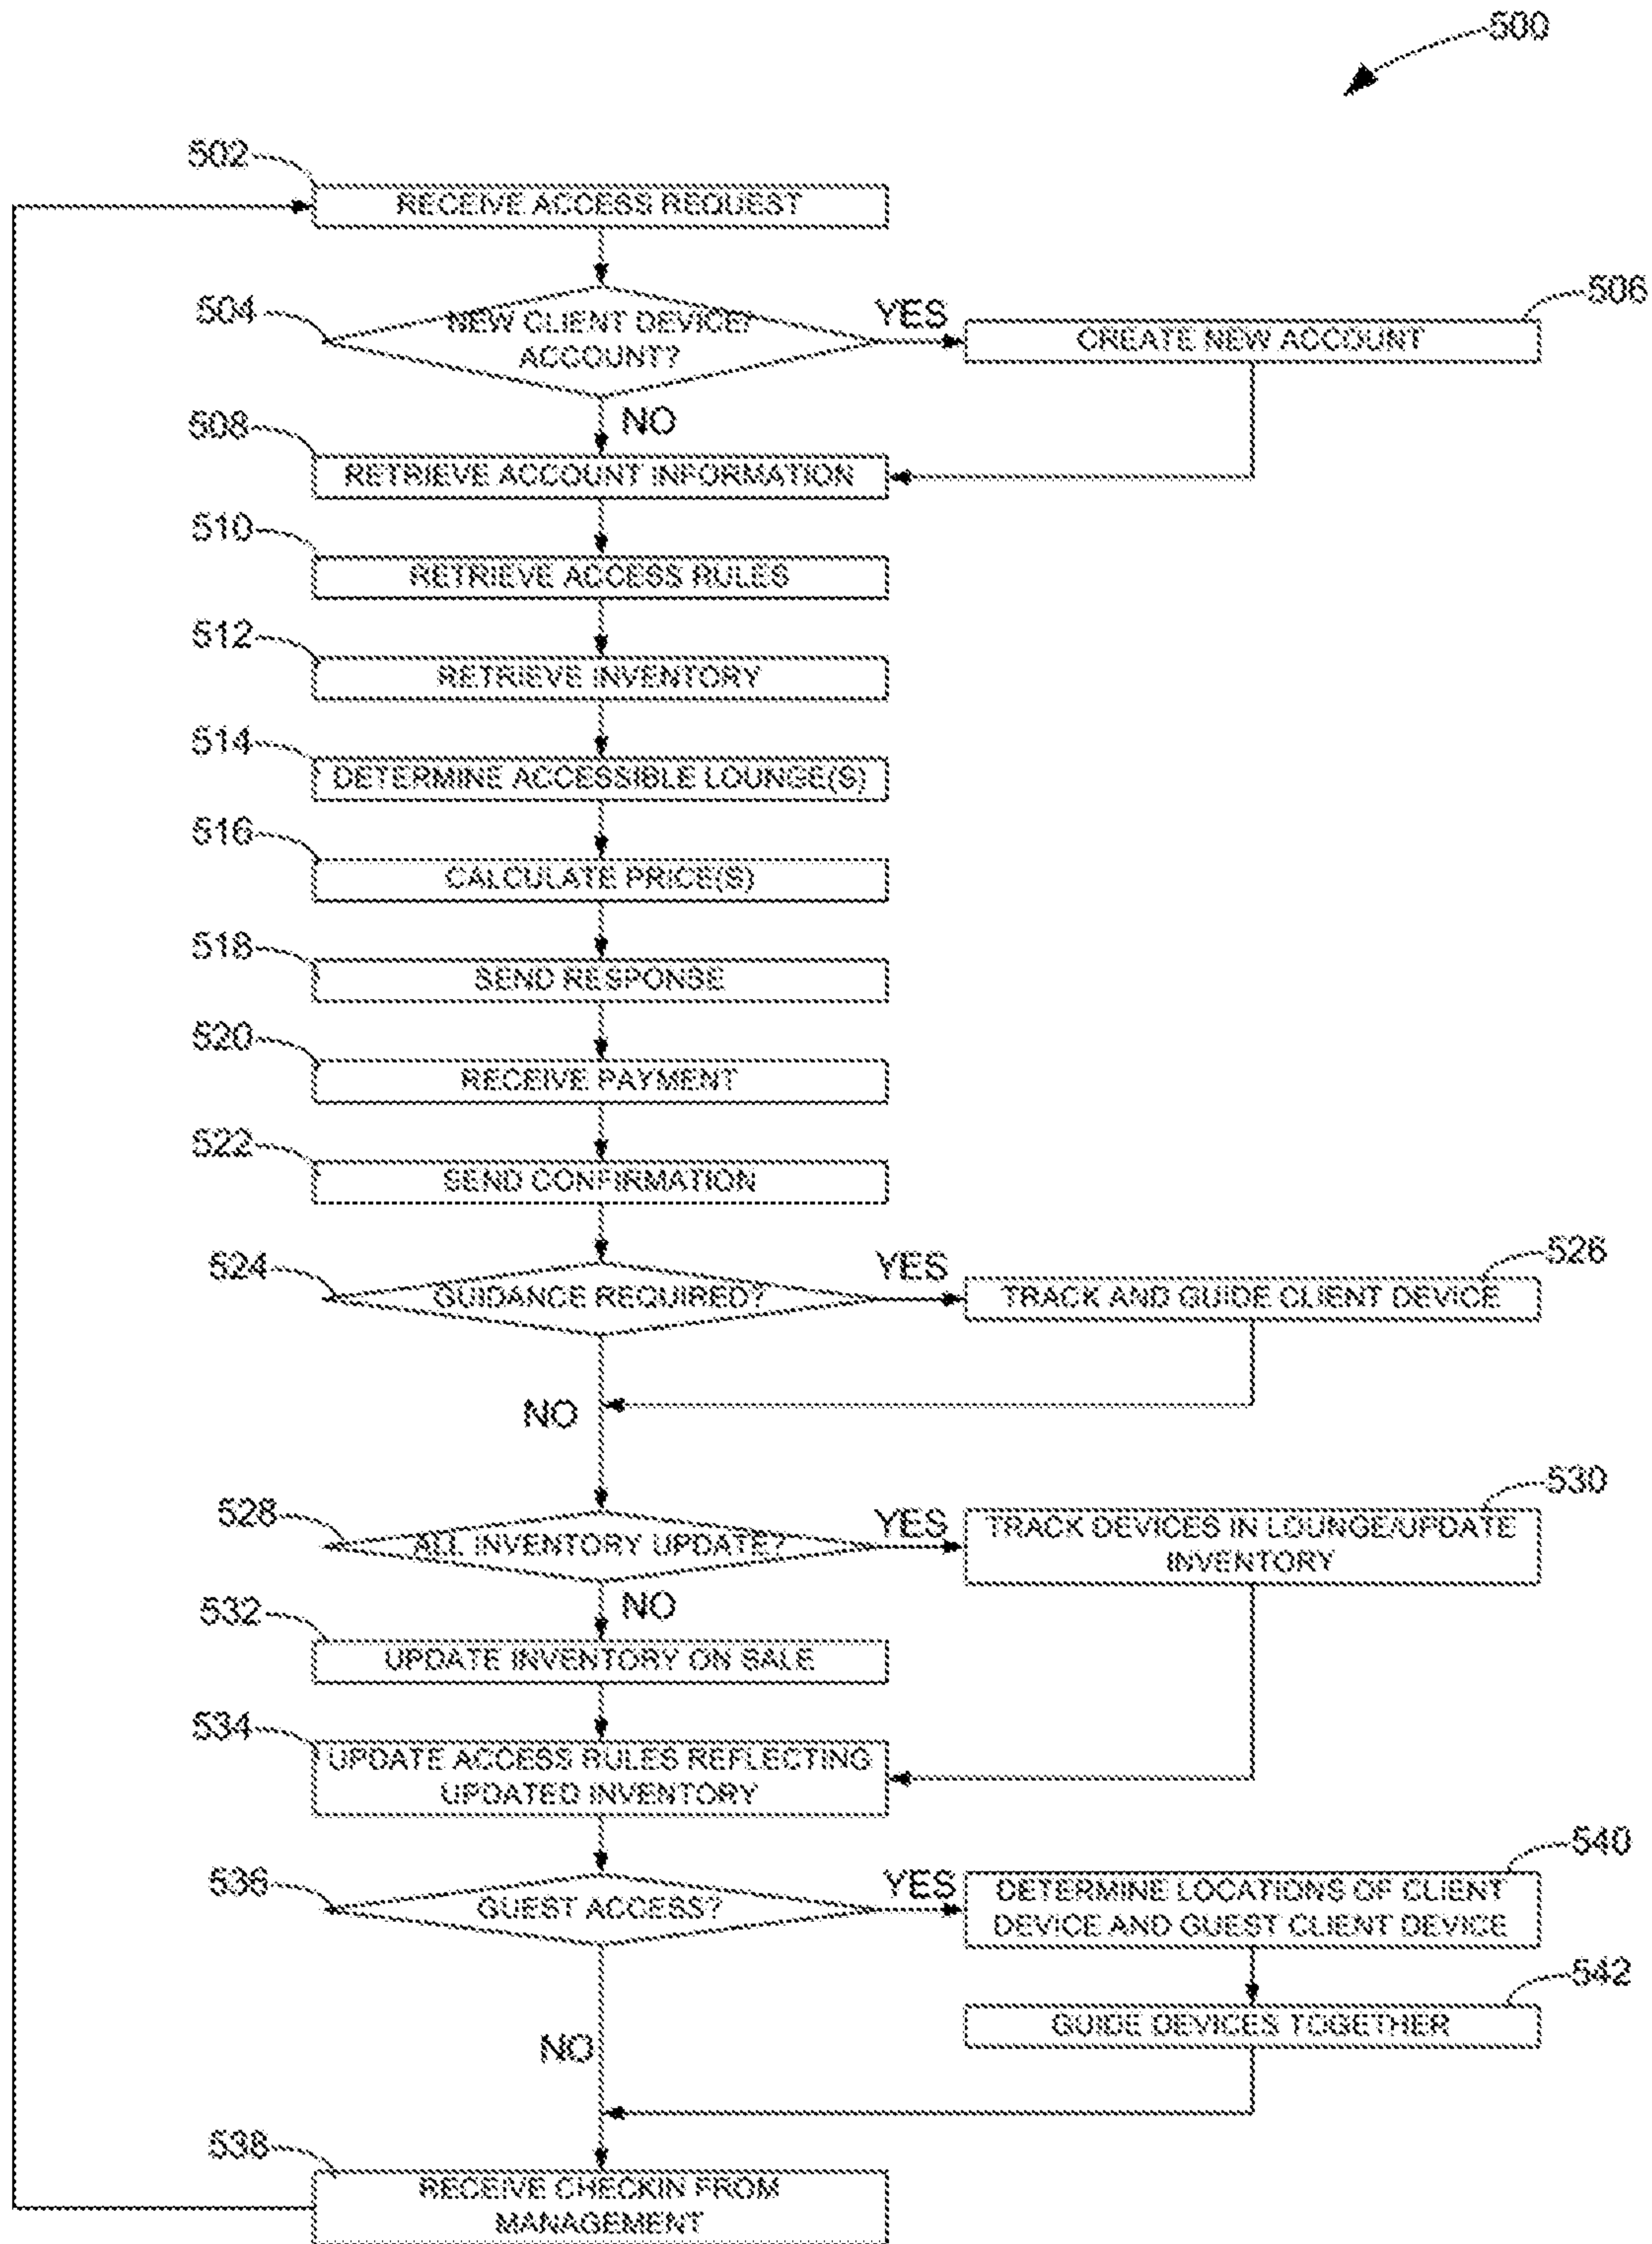 500
502
RECEIVE ACCESS REQUEST
504
NEW CLIENT DEVICE/
ACCOUNT?
YES
506
CREATE NEW ACCOUNT
NO
508
RETRIEVE ACCOUNT INFORMATION
510
RETRIEVE ACCESS RULES
512
RETRIEVE INVENTORY
514
DETERMINE ACCESSIBLE LOUNGE(S)
516
CALCULATE PRICE(S)
518
SEND RESPONSE
520
RECEIVE PAYMENT
522
SEND CONFIRMATION
524
GUIDANCE REQUIRED?
YES
526
TRACK AND GUIDE CLIENT DEVICE
NO
528
ALL INVENTORY UPDATE?
YES
530
TRACK DEVICES IN LOUNGE/UPDATE
INVENTORY
NO
532
UPDATE INVENTORY ON SALE
534
UPDATE ACCESS RULES REFLECTING
UPDATED INVENTORY
536
GUEST ACCESS?
YES
540
DETERMINE LOCATIONS OF CLIENT
DEVICE AND GUEST CLIENT DEVICE
542
GUIDE DEVICES TOGETHER
NO
538
RECEIVE CHECKIN FROM
MANAGEMENT